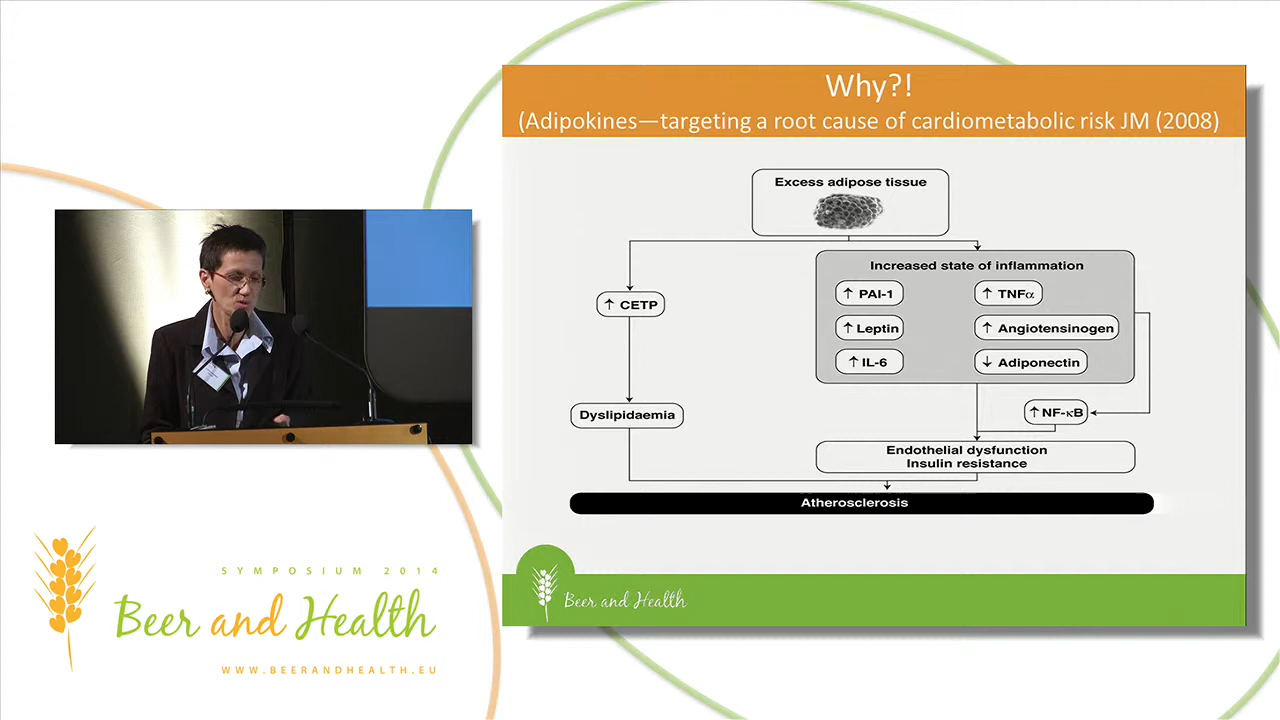 Why?!
(Adipokines—targeting a root cause of cardiometabolic risk JM (2008)
Excess adipose tissue
Increased state of inflammation
↑ PAI-1
↑ TNFα
↑ CETP
↑ Leptin
↑ Angiotensinogen
↑ IL-6
↓ Adiponectin
Dyslipidaemia
↑ NF-κB
Endothelial dysfunction
Insulin resistance
Atherosclerosis
Beer and Health
SYMPOSIUM 2014
Beer and Health
WWW.BEERANDHEALTH.EU